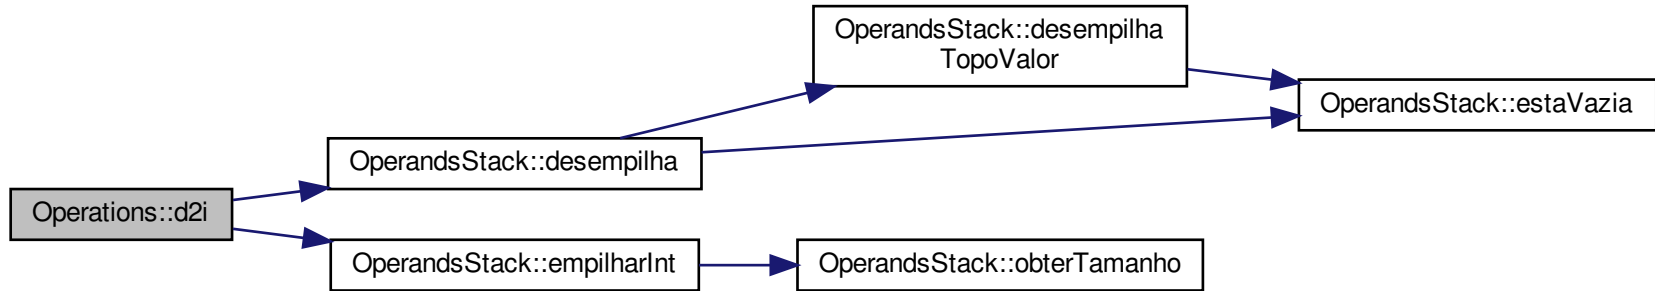 OperandsStack::desempilha
TopoValor
OperandsStack::estaVazia
OperandsStack::desempilha
Operations::d2i
OperandsStack::empilharInt
OperandsStack::obterTamanho